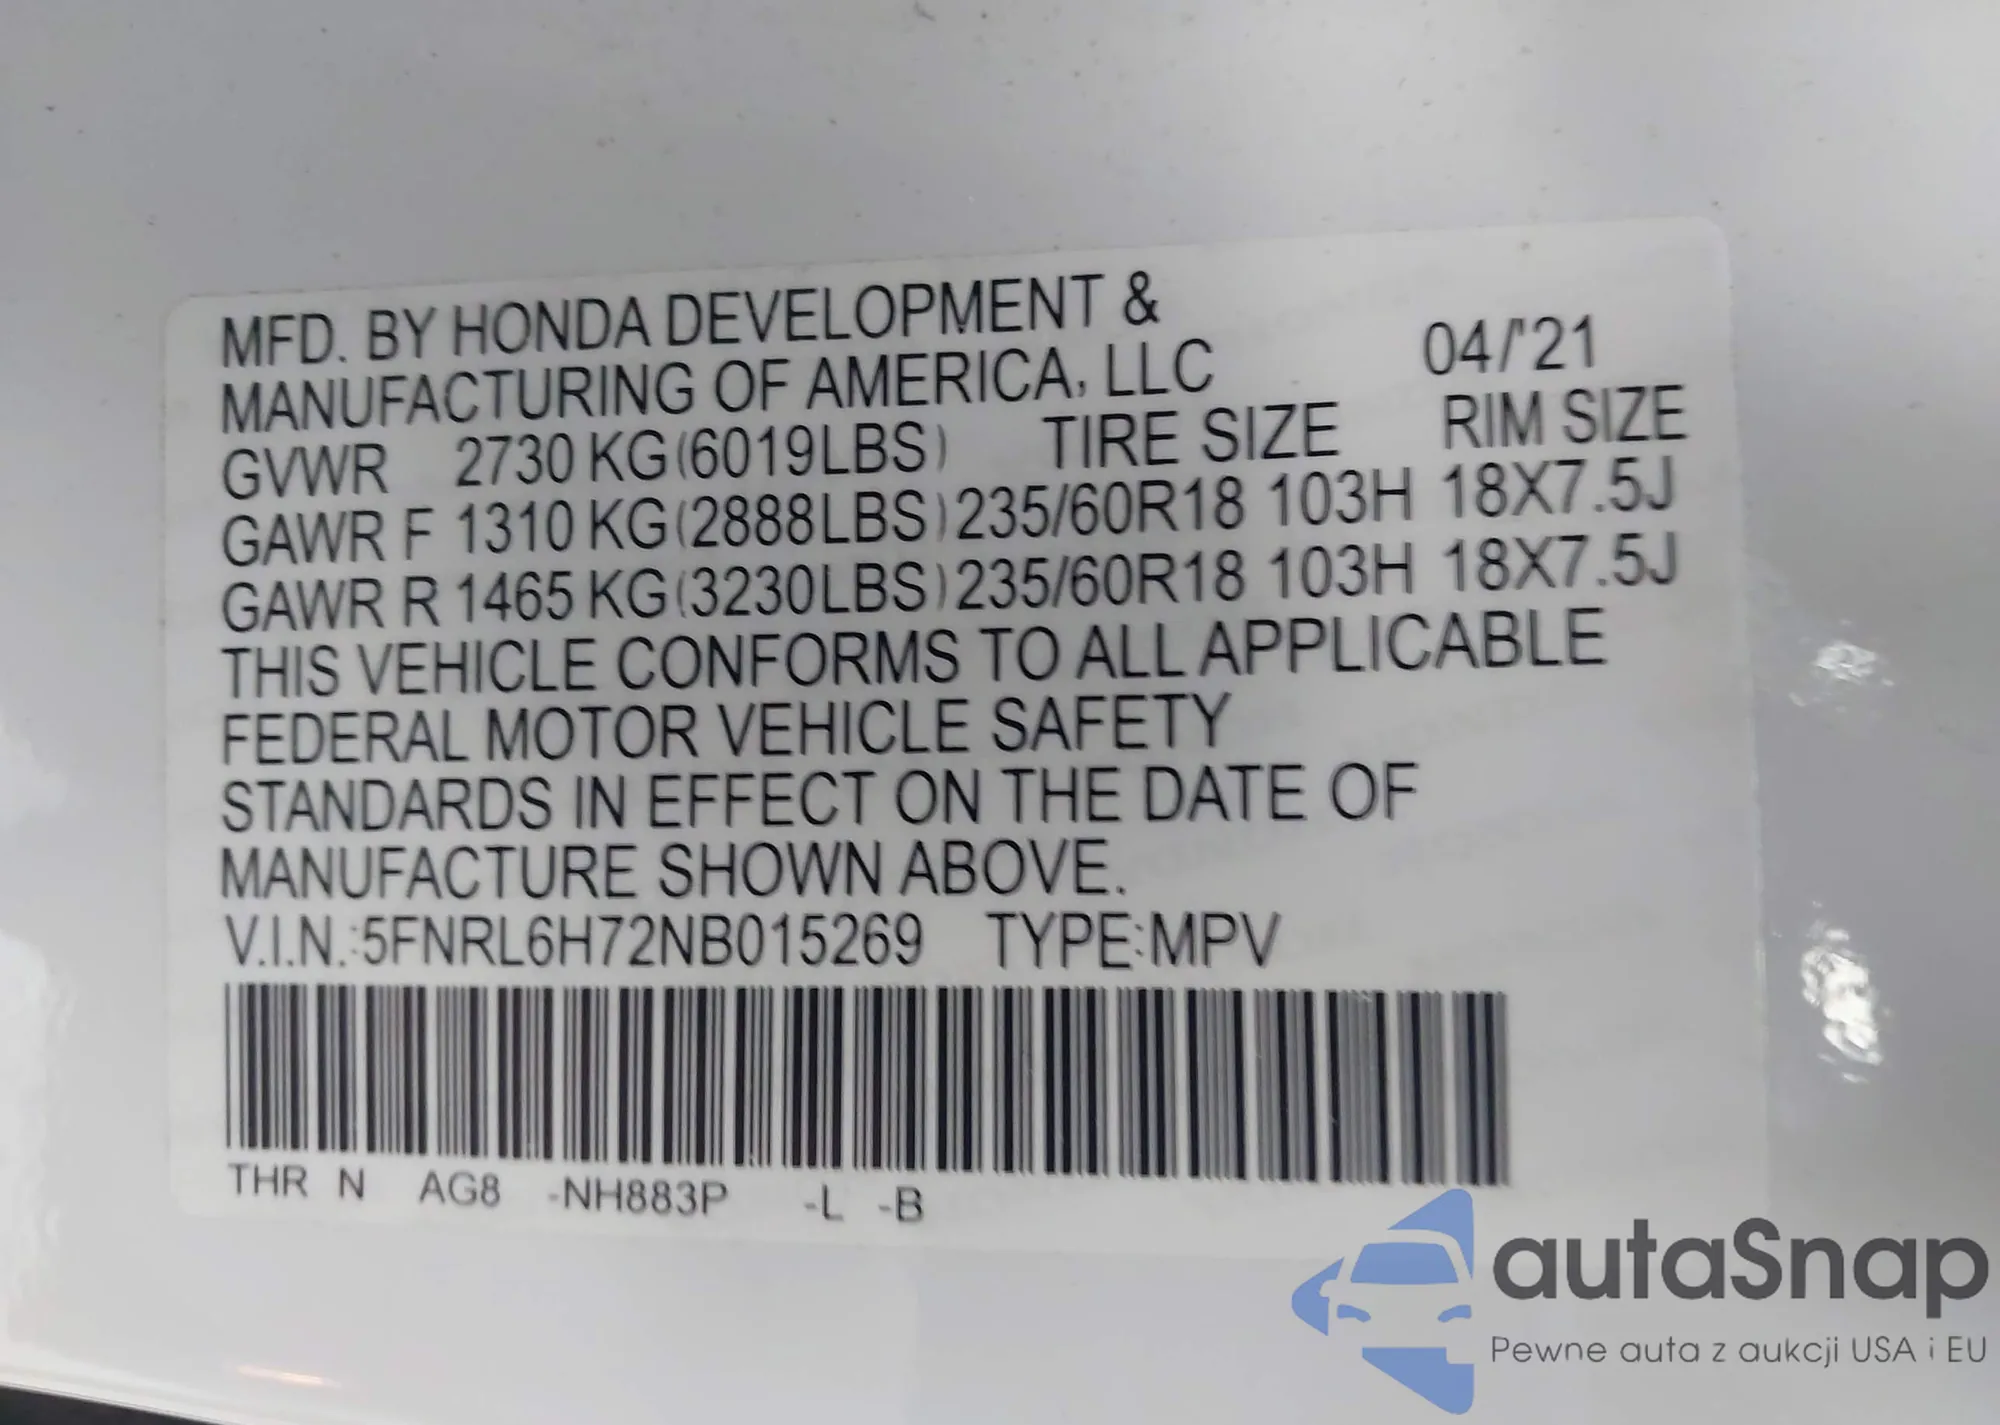 MFD. BY HONDA DEVELOPMENT &
MANUFACTURING OF AMERICA, LLC 04/'21
GVWR 2730 KG(6019LBS) TIRE SIZE RIM SIZE
GAWR F 1310 KG(2888LBS) 235/60R18 103H 18X7.5J
GAWR R 1465 KG(3230LBS) 235/60R18 103H 18X7.5J
THIS VEHICLE CONFORMS TO ALL APPLICABLE
FEDERAL MOTOR VEHICLE SAFETY
STANDARDS IN EFFECT ON THE DATE OF
MANUFACTURE SHOWN ABOVE.
V.I.N.:5FNRL6H72NB015269 TYPE:MPV
THR N AG8 -NH883P -L -B
autaSnap
Pewne auta z aukcji USA i EU